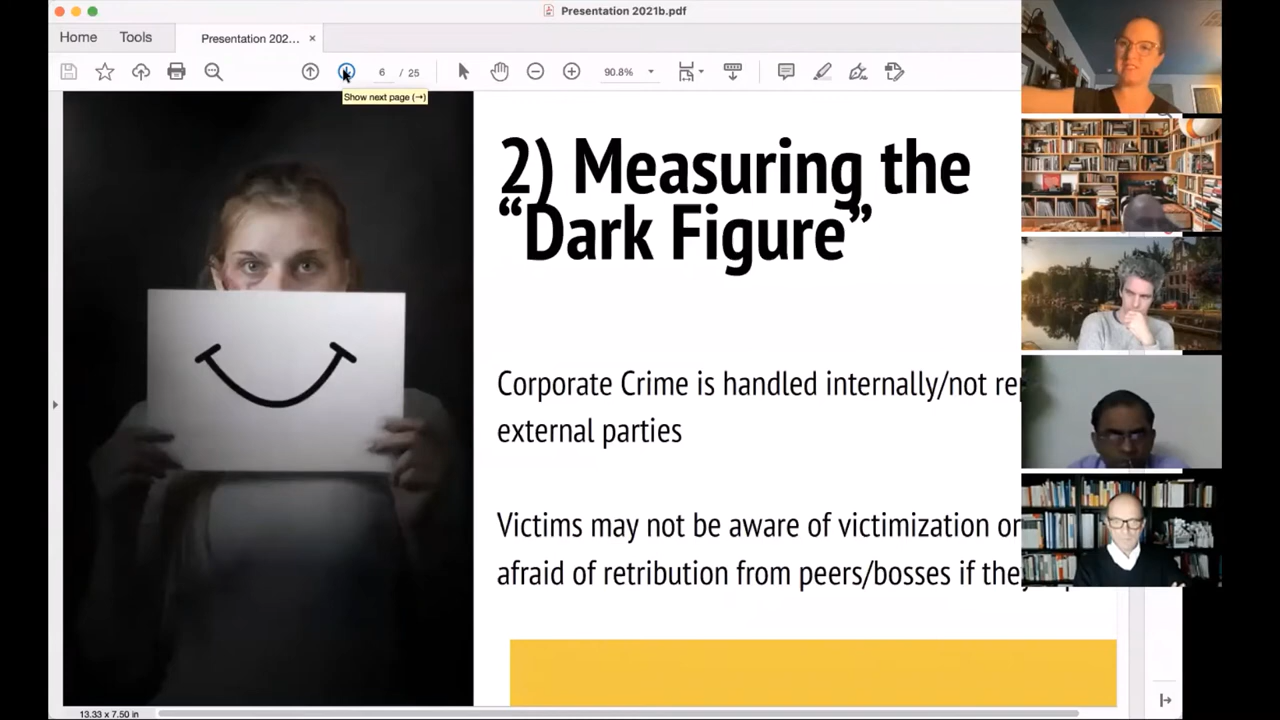 Presentation 2021b.pdf
Home Tools Presentation 202... ×
6 / 25 90.8%
Show next page (→)
2) Measuring the
“Dark Figure”
Corporate Crime is handled internally/not
external parties
Victims may not be aware of victimization or
afraid of retribution from peers/bosses if
13.33 x 7.50 in